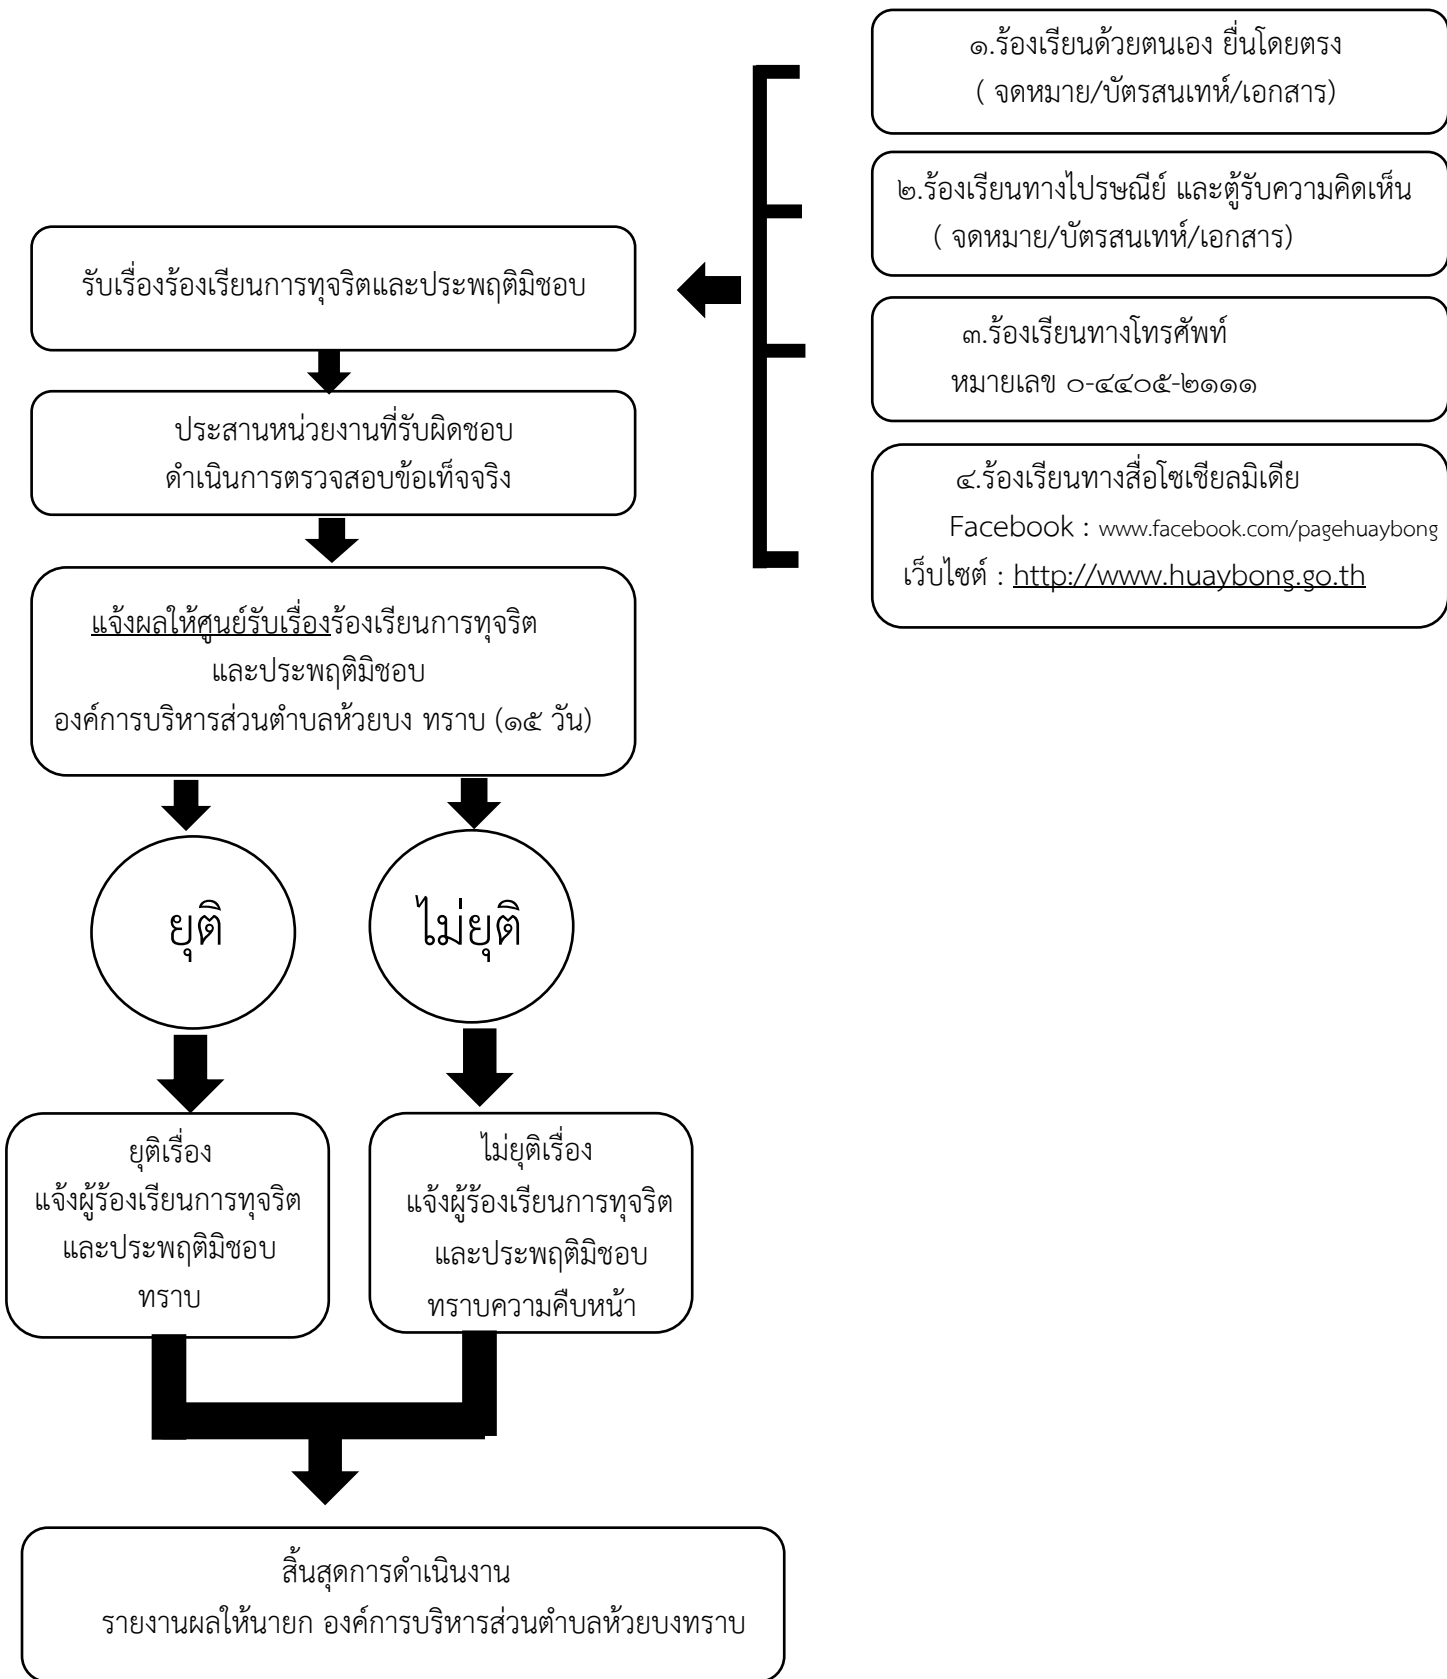 ๑.ร้องเรียนด้วยตนเอง ยื่นโดยตรง
( จดหมาย/บัตรสนเทห์/เอกสาร)
๒.ร้องเรียนทางไปรษณีย์ และตู้รับความคิดเห็น
( จดหมาย/บัตรสนเทห์/เอกสาร)
๓.ร้องเรียนทางโทรศัพท์
หมายเลข ๐-๔๔๐๕-๒๑๑๑
๔.ร้องเรียนทางสื่อโซเชียลมิเดีย
Facebook : www.facebook.com/pagehuaybong
เว็บไซต์ : http://www.huaybong.go.th
รับเรื่องร้องเรียนการทุจริตและประพฤติมิชอบ
ประสานหน่วยงานที่รับผิดชอบ
ดำเนินการตรวจสอบข้อเท็จจริง
แจ้งผลให้ศูนย์รับเรื่องร้องเรียนการทุจริต
และประพฤติมิชอบ
องค์การบริหารส่วนตำบลห้วยบง ทราบ (๑๕ วัน)
ยุติ
ไม่ยุติ
ยุติเรื่อง
แจ้งผู้ร้องเรียนการทุจริต
และประพฤติมิชอบ
ทราบ
ไม่ยุติเรื่อง
แจ้งผู้ร้องเรียนการทุจริต
และประพฤติมิชอบ
ทราบความคืบหน้า
สิ้นสุดการดำเนินงาน
รายงานผลให้นายก องค์การบริหารส่วนตำบลห้วยบงทราบ